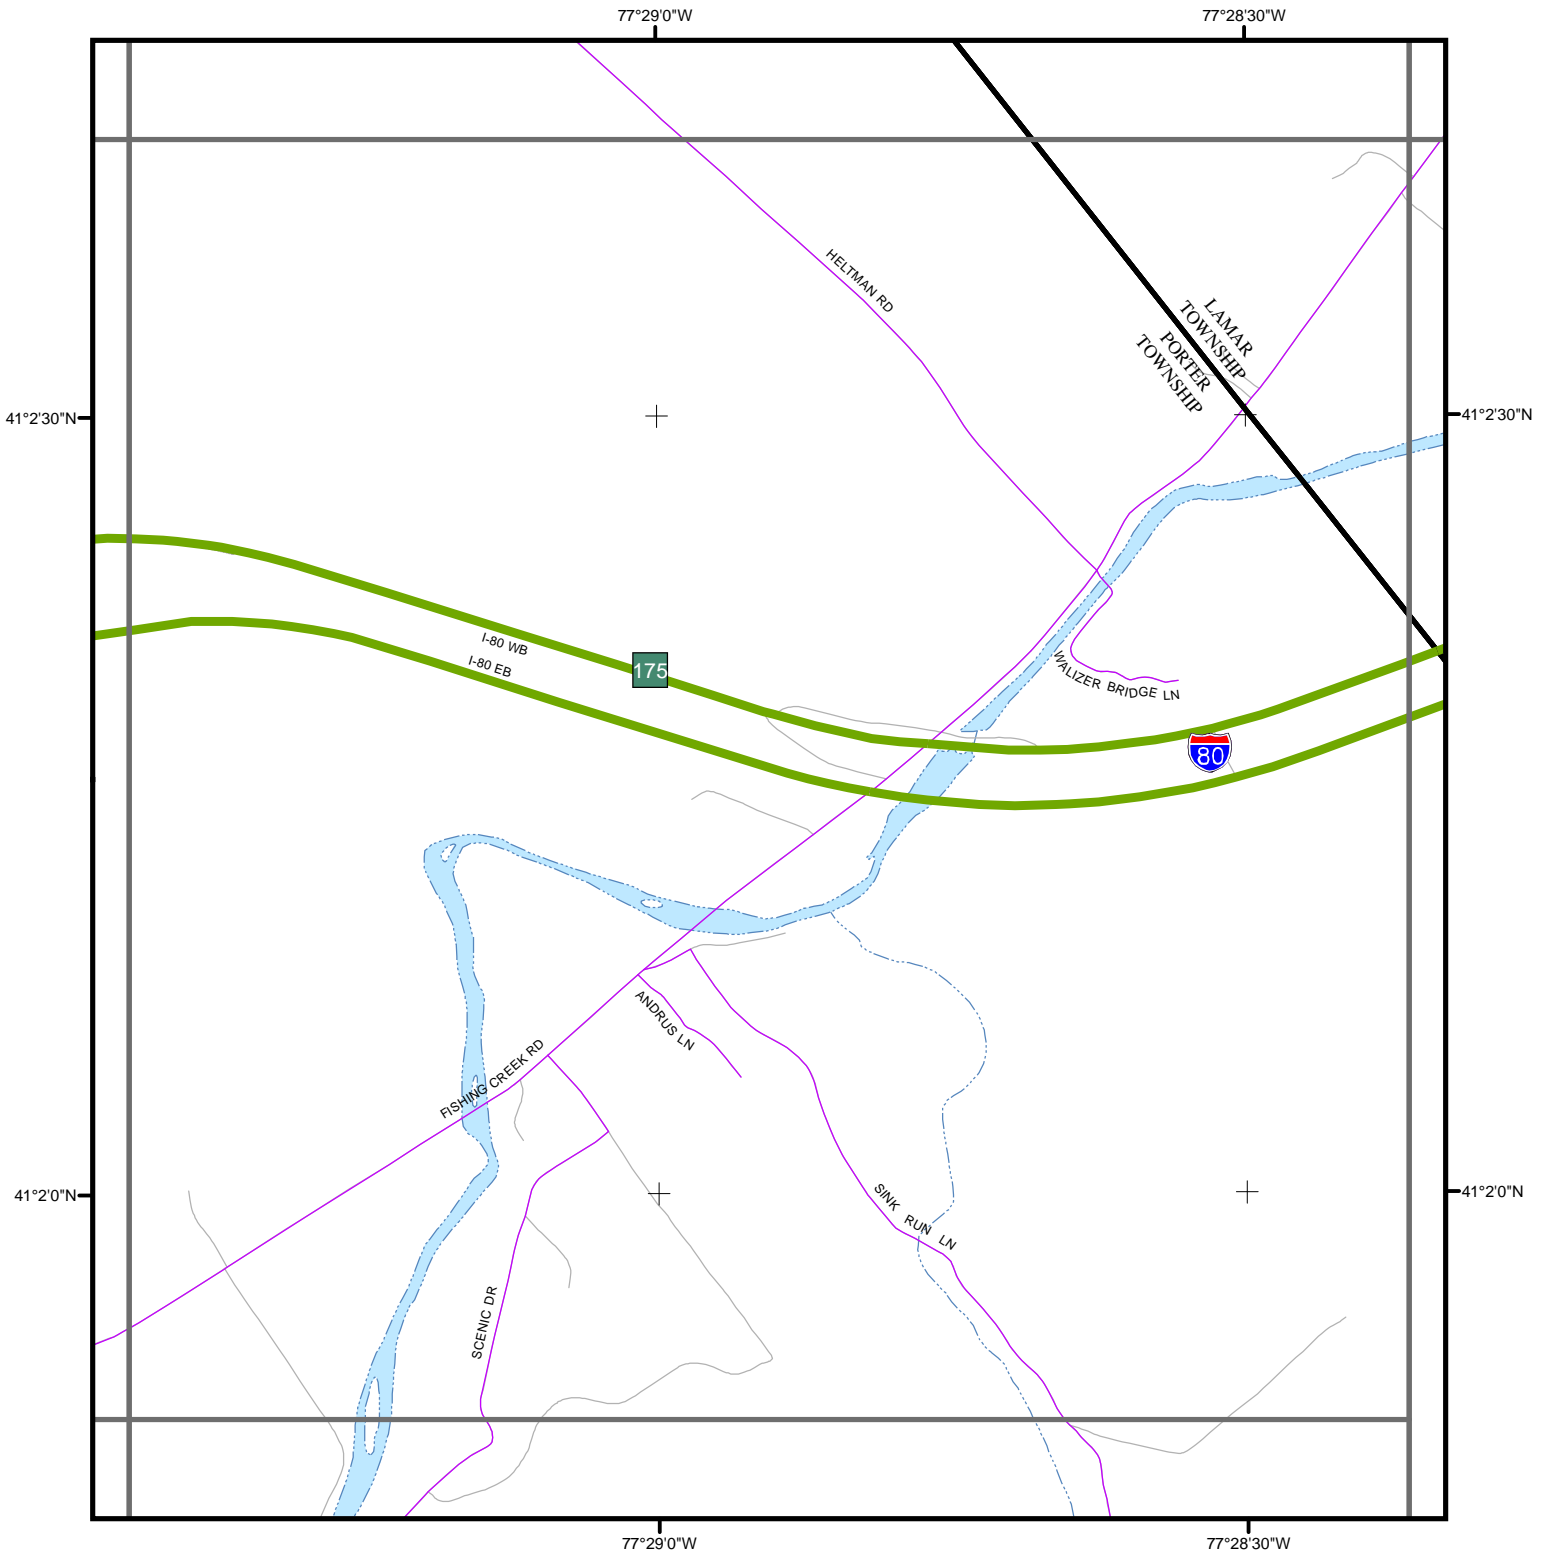 77°29'0"W
77°28'30"W
HELTMAN RD
LAMAR
TOWNSHIP
PORTER
TOWNSHIP
41°2'30"N
41°2'30"N
I-80 WB
I-80 EB
175
WALIZER BRIDGE LN
80
ANDRUS LN
FISHING CREEK RD
41°2'0"N
41°2'0"N
SINK RUN LN
SCENIC DR
77°29'0"W
77°28'30"W